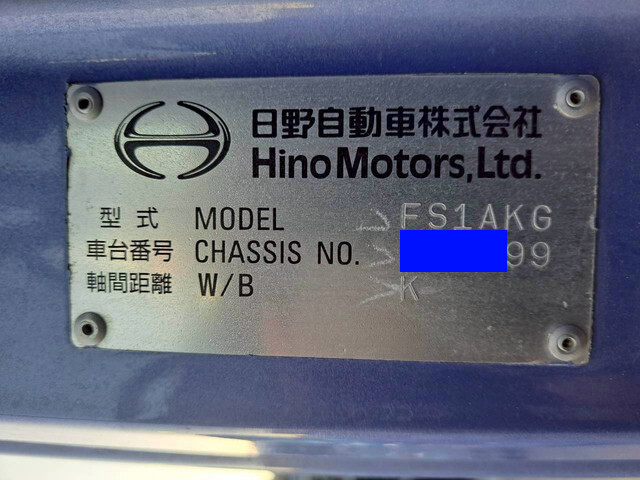 日野自動車株式会社
Hino Motors, Ltd.
型式 MODEL FS1AKG
車台番号 CHASSIS NO. 99
軸間距離 W/B K